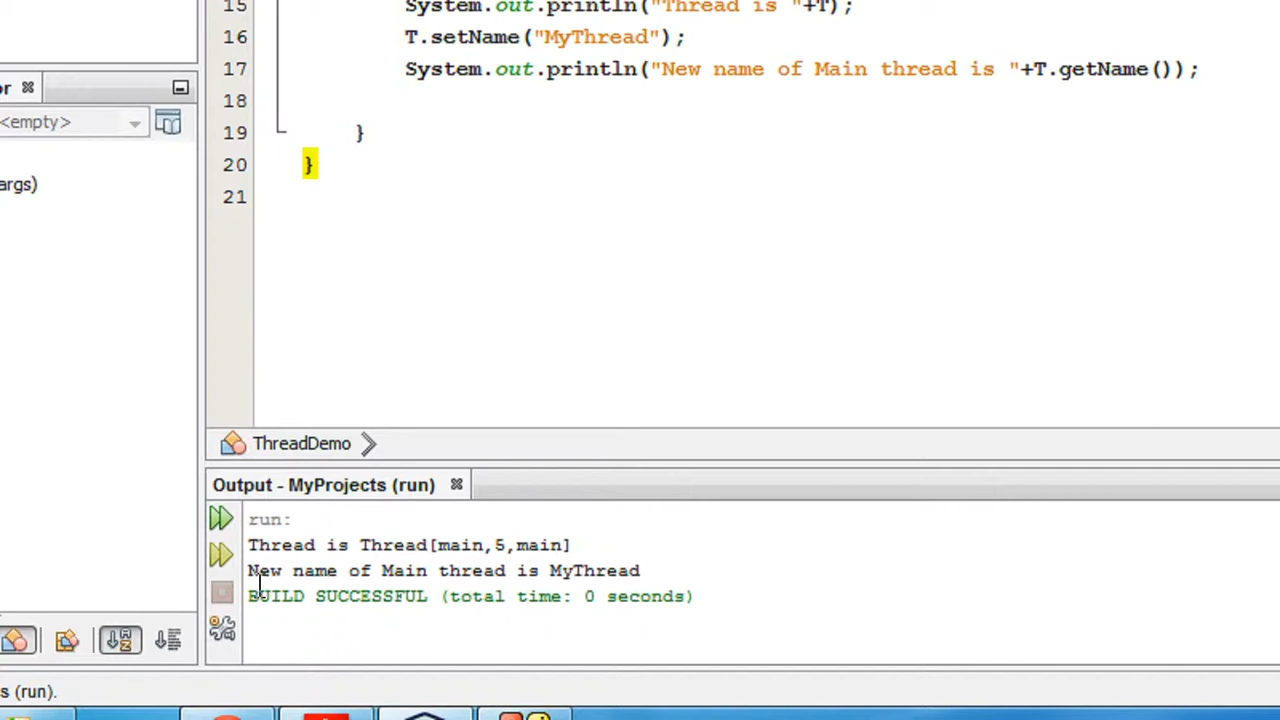 15 System.out.println("Thread is "+T);
16 T.setName("MyThread");
17 System.out.println("New name of Main thread is "+T.getName());
18
19 }
20 }
21
or
<empty>
args)
ThreadDemo
Output - MyProjects (run)
run:
Thread is Thread[main,5,main]
New name of Main thread is MyThread
BUILD SUCCESSFUL (total time: 0 seconds)
s (run).